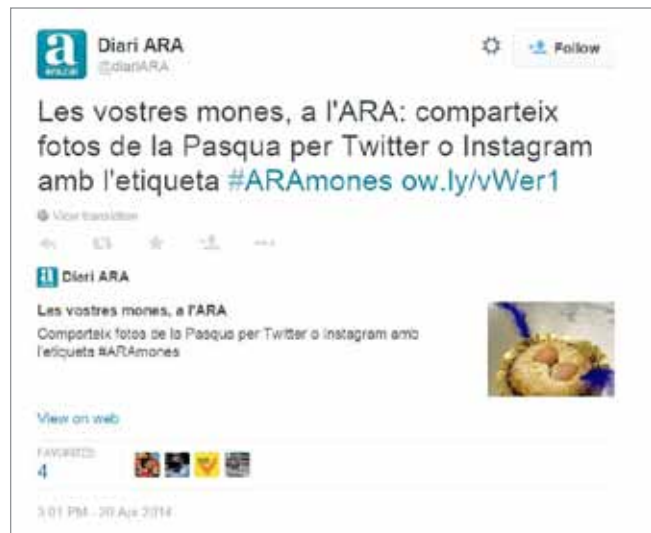 a
Diari ARA
@diariARA
Follow
Les vostres mones, a l'ARA: comparteix
fotos de la Pasqua per Twitter o Instagram
amb l'etiqueta #ARAmones ow.ly/vWer1
View translation
a Diari ARA
Les vostres mones, a l'ARA
Comparteix fotos de la Pasqua per Twitter o Instagram amb
l'etiqueta #ARAmones
View on web
FAVORITES
4
3:01 PM - 20 Apr 2014